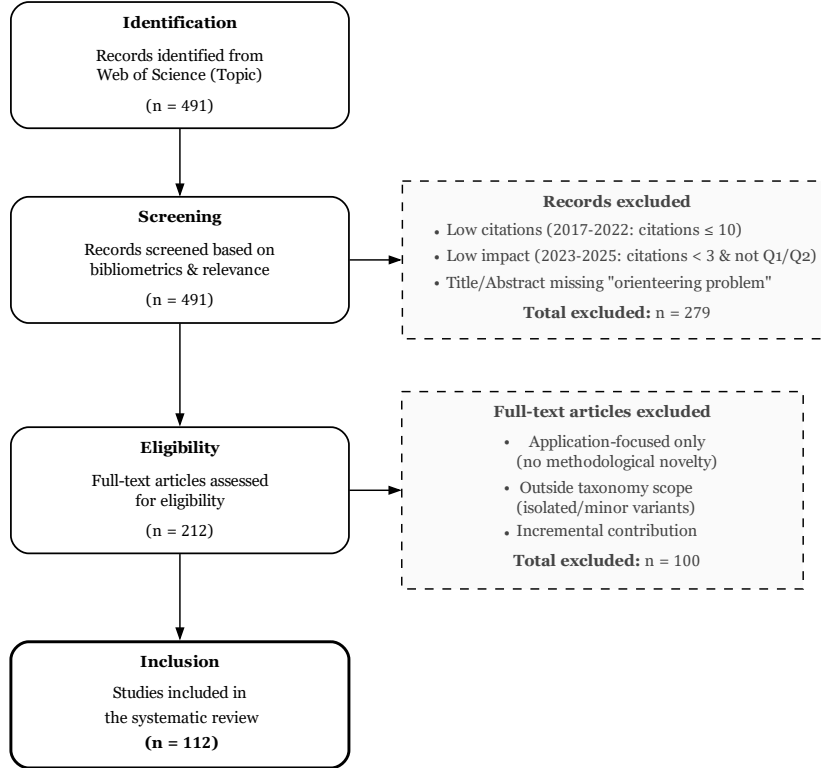 Identification
Records identified from
Web of Science (Topic)
(n = 491)
Screening
Records screened based on
bibliometrics & relevance
(n = 491)
Records excluded
• Low citations (2017-2022: citations ≤ 10)
• Low impact (2023-2025: citations < 3 & not Q1/Q2)
• Title/Abstract missing "orienteering problem"
Total excluded: n = 279
Eligibility
Full-text articles assessed
for eligibility
(n = 212)
Full-text articles excluded
• Application-focused only
(no methodological novelty)
• Outside taxonomy scope
(isolated/minor variants)
• Incremental contribution
Total excluded: n = 100
Inclusion
Studies included in
the systematic review
(n = 112)